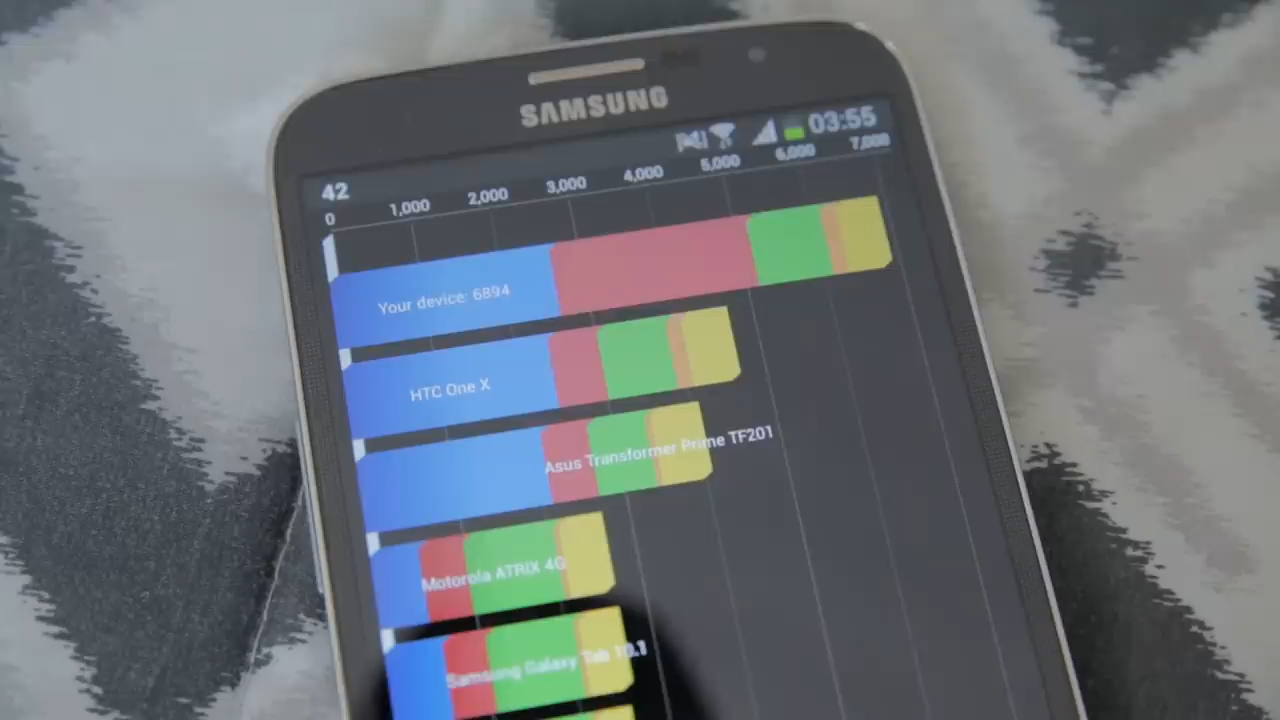 SAMSUNG
03:55
42
0 1,000 2,000 3,000 4,000 5,000 6,000 7,000
Your device: 6894
HTC One X
Asus Transformer Prime TF201
Motorola ATRIX 4G
Samsung Galaxy Tab 10.1